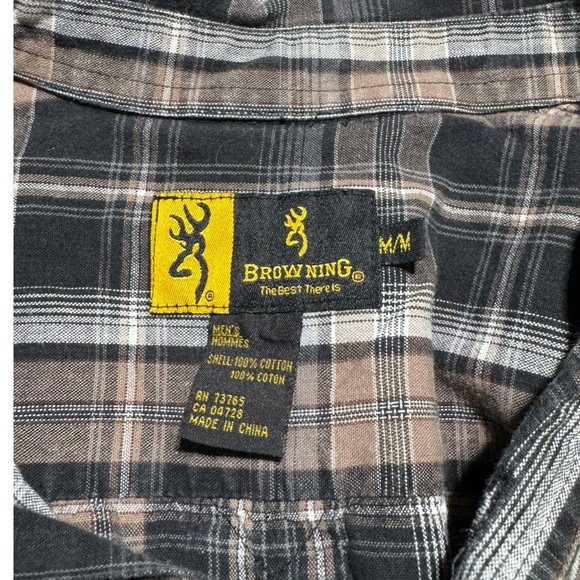 BROWNING©
The Best There Is
M/M
©
MEN'S
HOMMES
SHELL: 100% COTTON
100% COTON
RN 73765
CA 04728
MADE IN CHINA